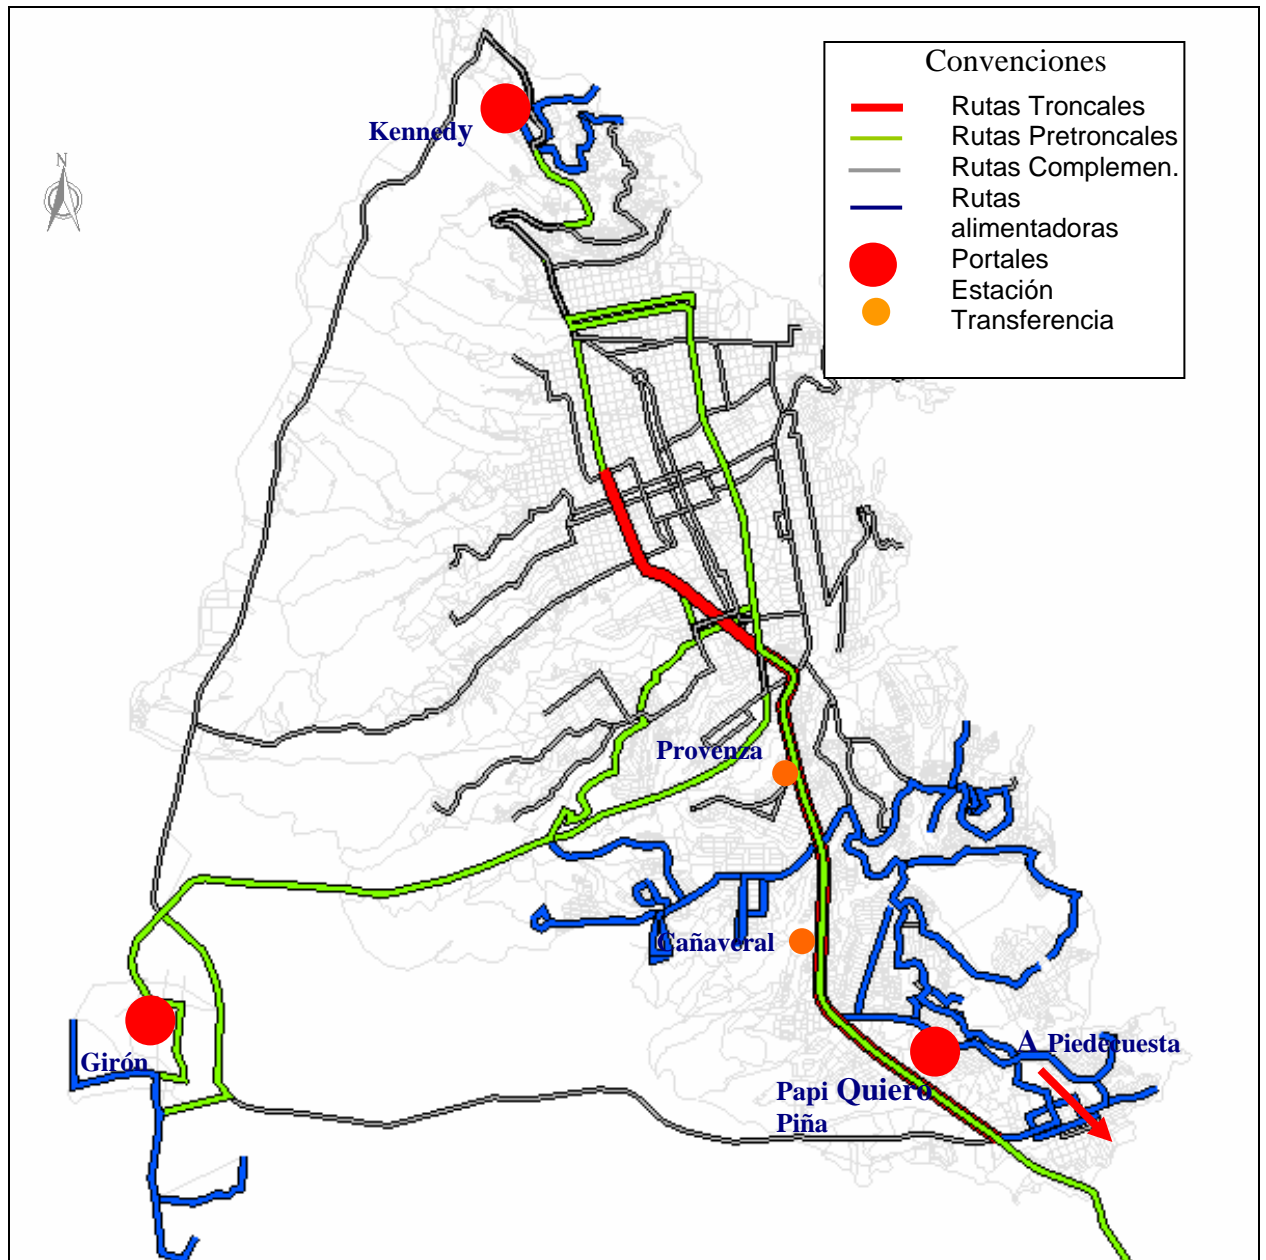 Convenciones
Rutas Troncales
Rutas Pretroncales
Rutas Complemen.
Rutas
alimentadoras
Portales
Estación
Transferencia
N
Kennedy
Provenza
Cañaveral
Girón
A Piedecuesta
Papi Quiero
Piña